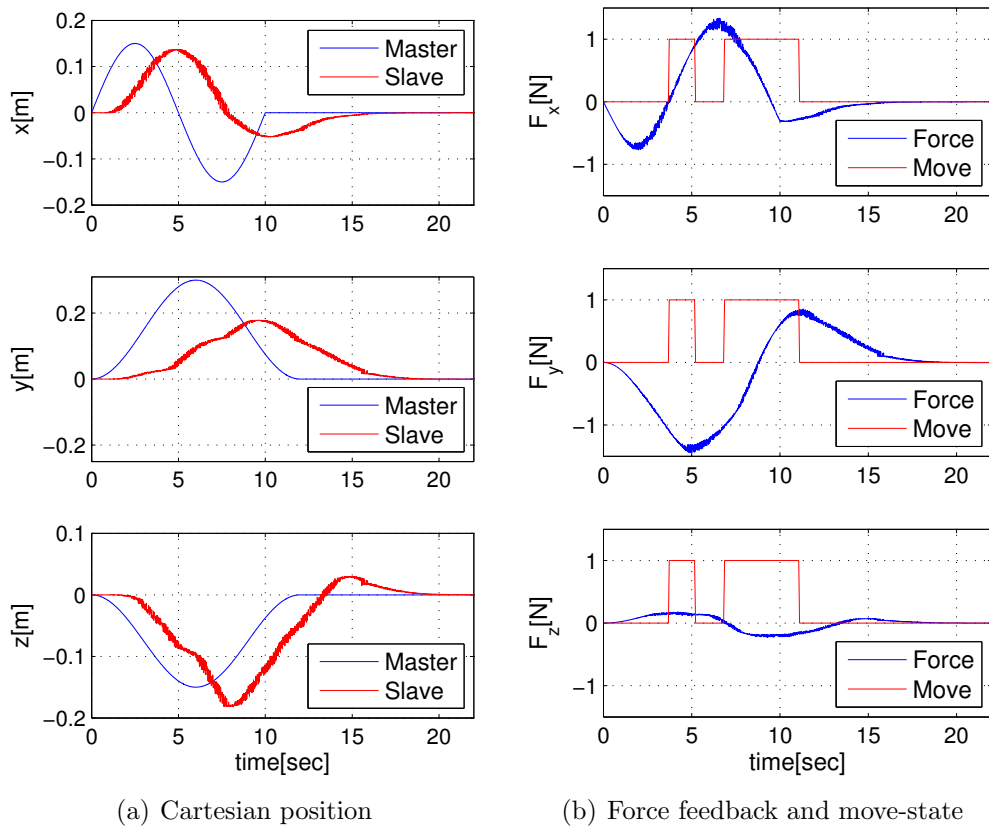 0.2
0.1
0
−0.1
−0.2
x[m]
Master
Slave
0 5 10 15 20
0.2
0
−0.2
y[m]
Master
Slave
0 5 10 15 20
0.1
0
−0.1
−0.2
z[m]
Master
Slave
0 5 10 15 20
time[sec]
(a) Cartesian position
1
0
−1
F_x[N]
Force
Move
0 5 10 15 20
1
0
−1
F_y[N]
Force
Move
0 5 10 15 20
1
0
−1
F_z[N]
Force
Move
0 5 10 15 20
time[sec]
(b) Force feedback and move-state